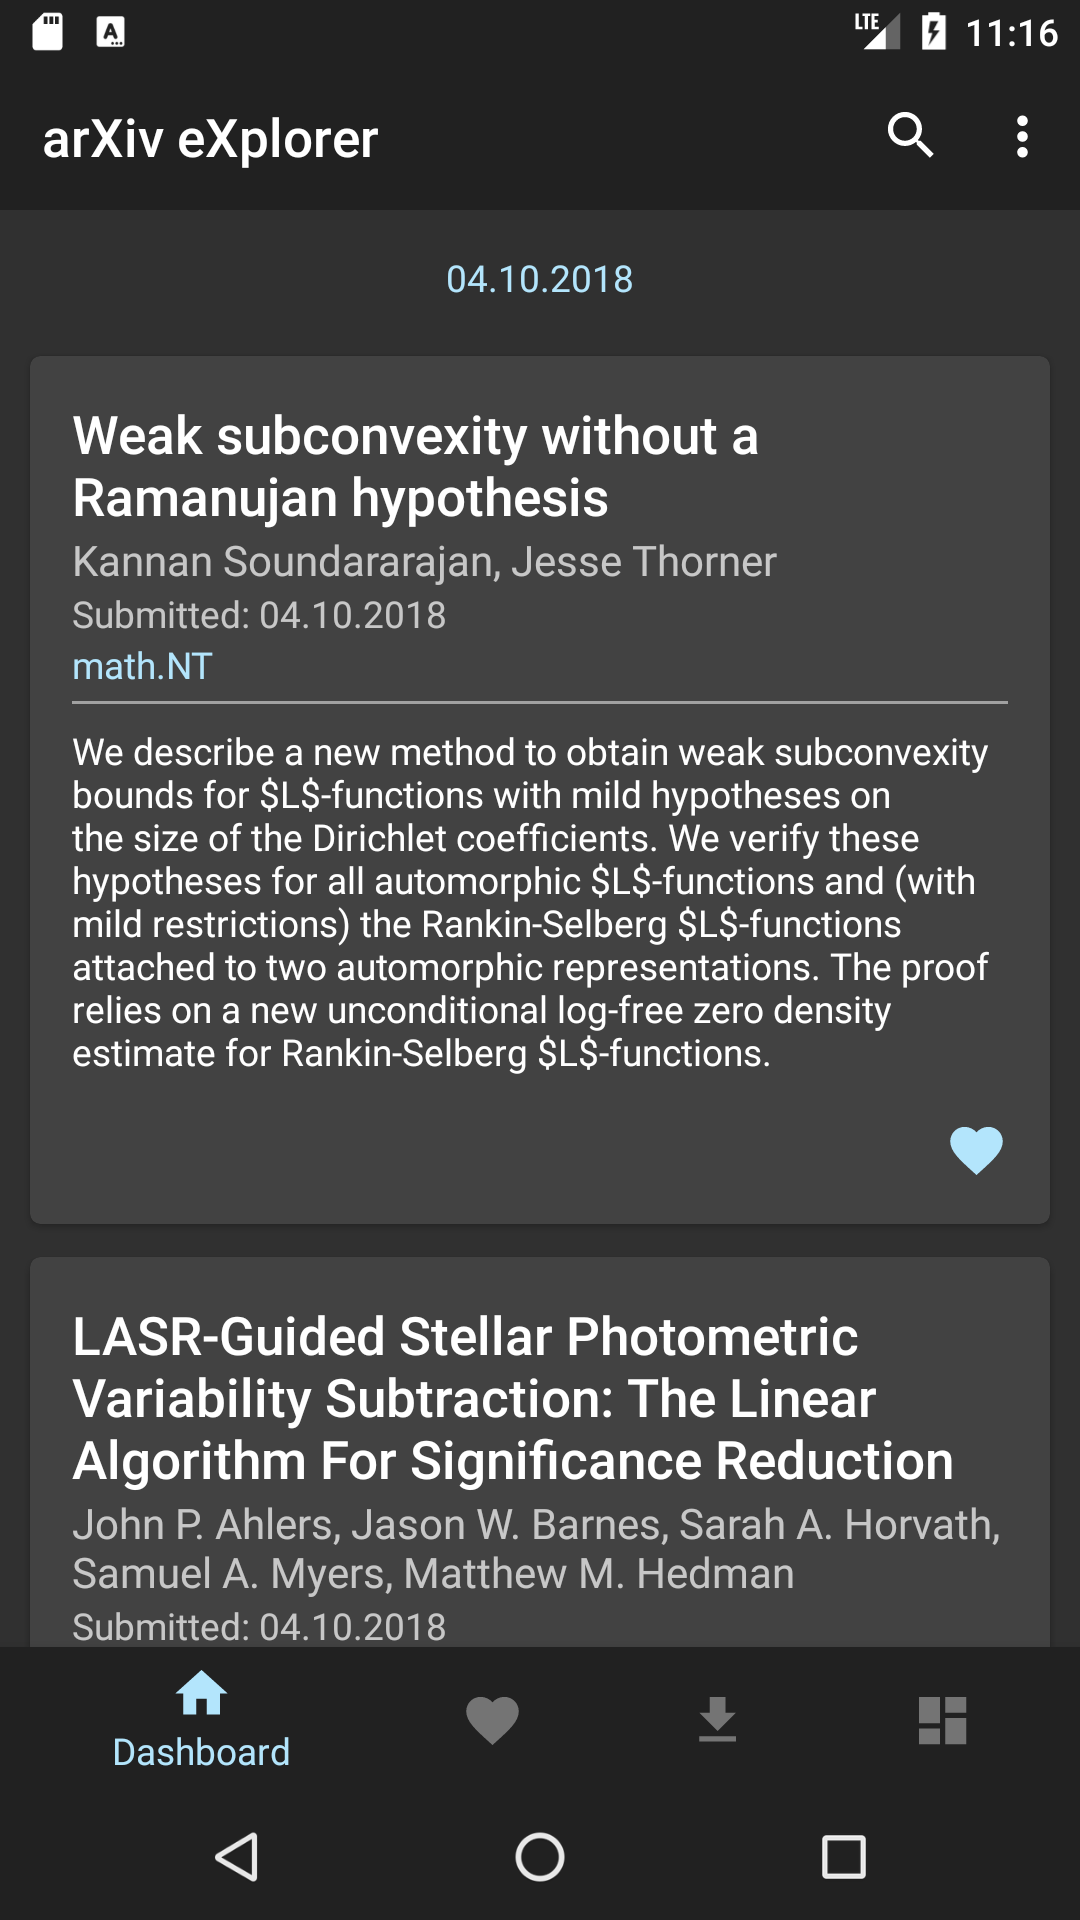 LTE 11:16
arXiv eXplorer
04.10.2018
Weak subconvexity without a
Ramanujan hypothesis
Kannan Soundararajan, Jesse Thorner
Submitted: 04.10.2018
math.NT
We describe a new method to obtain weak subconvexity
bounds for $L$-functions with mild hypotheses on
the size of the Dirichlet coefficients. We verify these
hypotheses for all automorphic $L$-functions and (with
mild restrictions) the Rankin-Selberg $L$-functions
attached to two automorphic representations. The proof
relies on a new unconditional log-free zero density
estimate for Rankin-Selberg $L$-functions.
LASR-Guided Stellar Photometric
Variability Subtraction: The Linear
Algorithm For Significance Reduction
John P. Ahlers, Jason W. Barnes, Sarah A. Horvath,
Samuel A. Myers, Matthew M. Hedman
Submitted: 04.10.2018
Dashboard